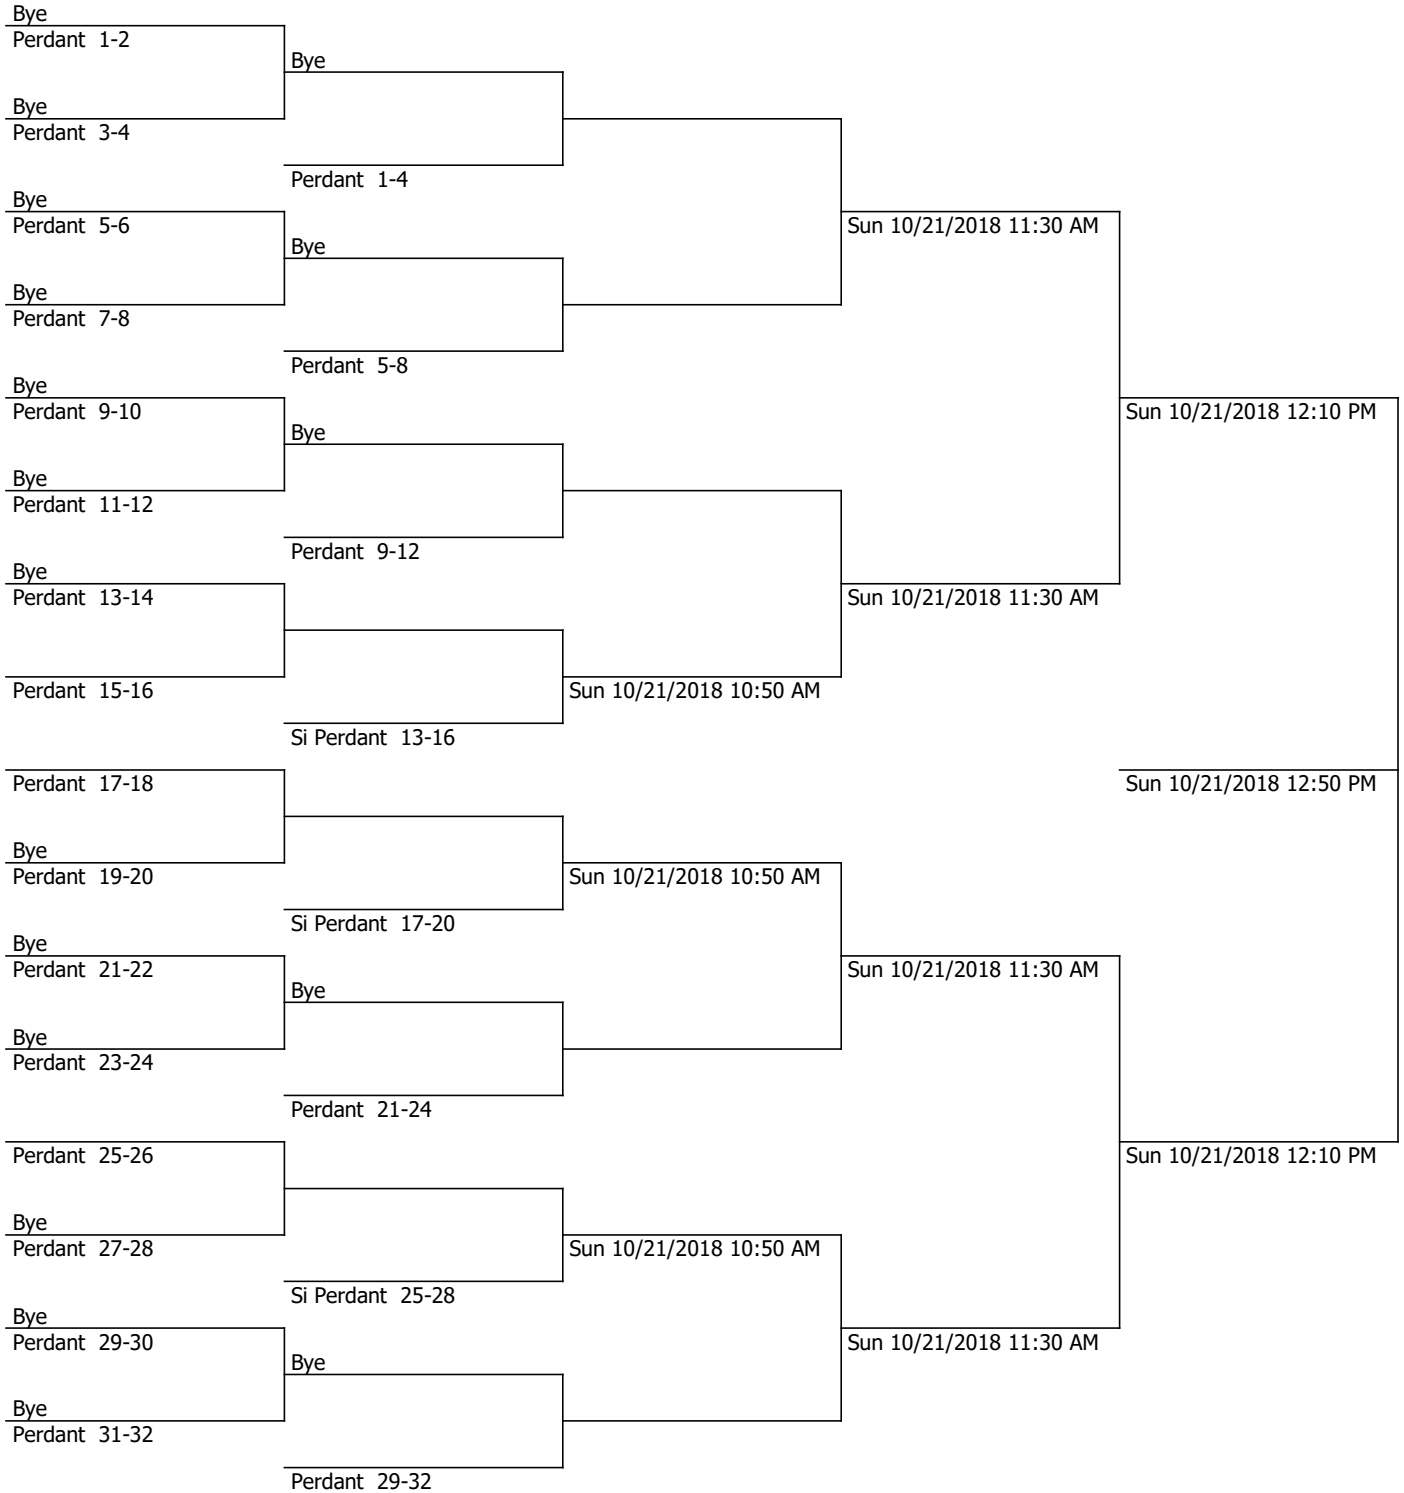 Bye
Perdant 1-2
Bye
Bye
Perdant 3-4
Perdant 1-4
Bye
Perdant 5-6
Sun 10/21/2018 11:30 AM
Bye
Bye
Perdant 7-8
Perdant 5-8
Bye
Perdant 9-10
Sun 10/21/2018 12:10 PM
Bye
Bye
Perdant 11-12
Perdant 9-12
Bye
Perdant 13-14
Sun 10/21/2018 11:30 AM
Perdant 15-16
Sun 10/21/2018 10:50 AM
Si Perdant 13-16
Perdant 17-18
Sun 10/21/2018 12:50 PM
Bye
Perdant 19-20
Sun 10/21/2018 10:50 AM
Si Perdant 17-20
Bye
Perdant 21-22
Sun 10/21/2018 11:30 AM
Bye
Bye
Perdant 23-24
Perdant 21-24
Perdant 25-26
Sun 10/21/2018 12:10 PM
Bye
Perdant 27-28
Sun 10/21/2018 10:50 AM
Si Perdant 25-28
Bye
Perdant 29-30
Sun 10/21/2018 11:30 AM
Bye
Bye
Perdant 31-32
Perdant 29-32